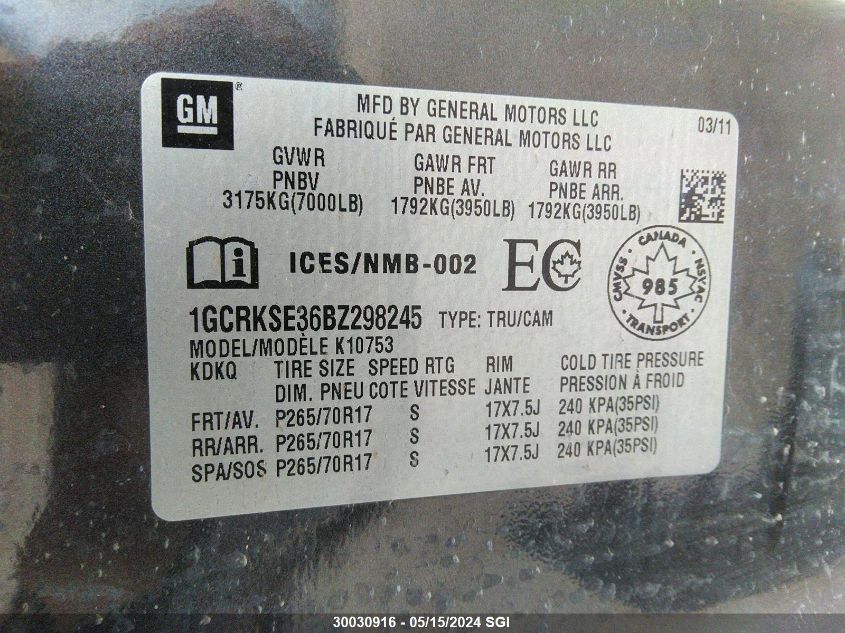 GM®
MFD BY GENERAL MOTORS LLC
03/11
FABRIQUÉ PAR GENERAL MOTORS LLC
GVWR GAWR FRT GAWR RR
PNBV PNBE AV. PNBE ARR.
3175KG(7000LB) 1792KG(3950LB) 1792KG(3950LB)
i ICES/NMB-002 EC
CANADA
CMVSS 985 NSVAC
TRANSPORT
1GCRKSE36BZ298245 TYPE: TRU/CAM
MODEL/MODÈLE K10753
KDKQ TIRE SIZE SPEED RTG RIM COLD TIRE PRESSURE
DIM. PNEU COTE VITESSE JANTE PRESSION À FROID
FRT/AV. P265/70R17 S 17X7.5J 240 KPA(35PSI)
RR/ARR. P265/70R17 S 17X7.5J 240 KPA(35PSI)
SPA/SOS P265/70R17 S 17X7.5J 240 KPA(35PSI)
30030916 - 05/15/2024 SGI